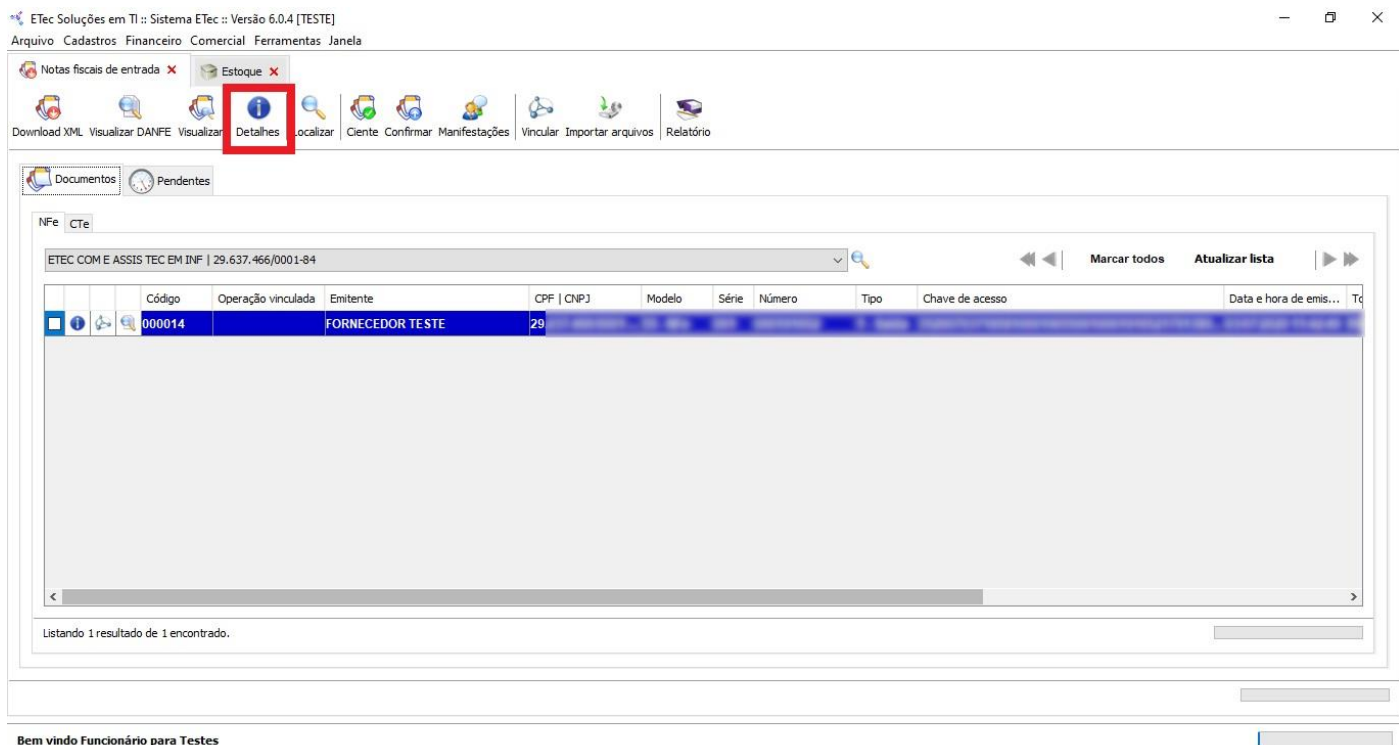 ETec Soluções em TI :: Sistema ETec :: Versão 6.0.4 [TESTE]
Arquivo Cadastros Financeiro Comercial Ferramentas Janela
Notas fiscais de entrada Estoque
Download XML Visualizar DANFE Visualizar Detalhes Localizar Ciente Confirmar Manifestações Vincular Importar arquivos Relatório
Documentos Pendentes
NFe CTe
ETEC COM E ASSIS TEC EM INF | 29.637.466/0001-84 Marcar todos Atualizar lista
Código Operação vinculada Emitente CPF | CNPJ Modelo Série Número Tipo Chave de acesso Data e hora de emis... To
000014 FORNECEDOR TESTE 29
Listando 1 resultado de 1 encontrado.
Bem vindo Funcionário para Testes